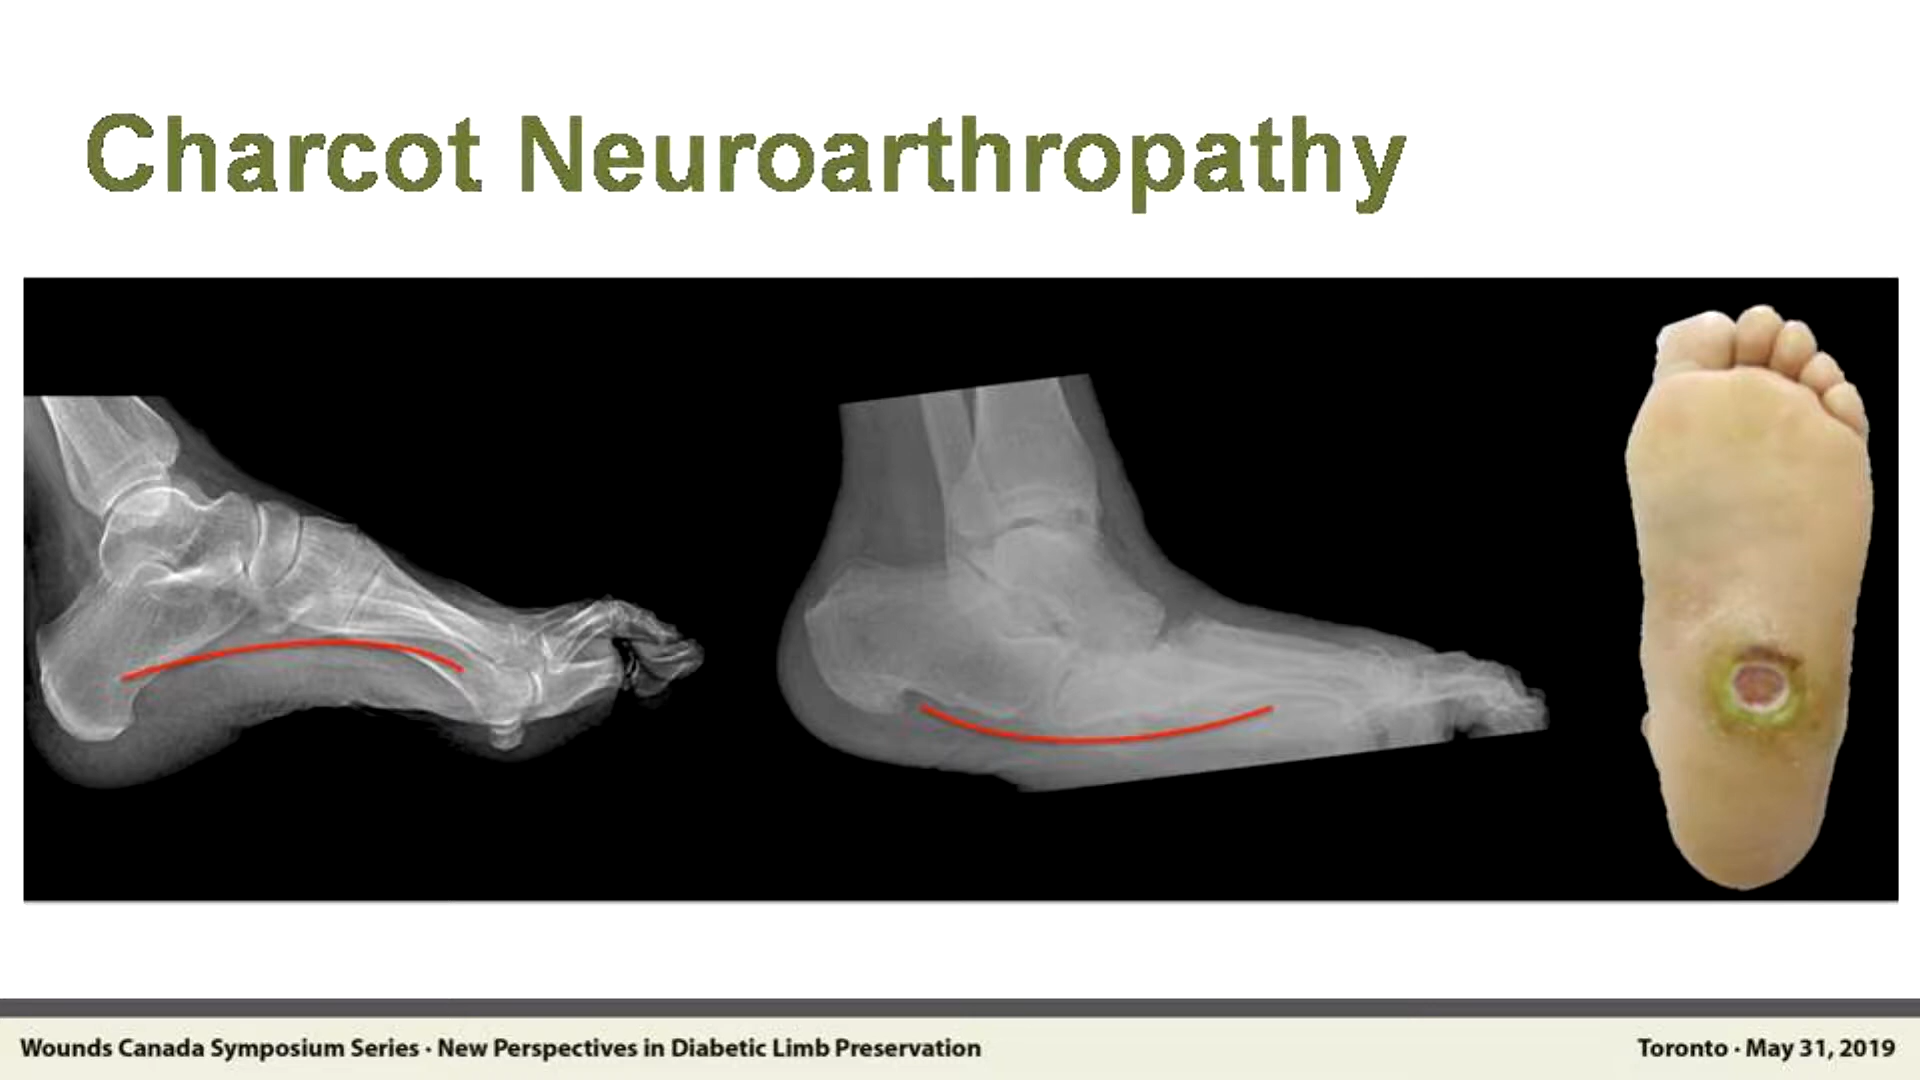 Charcot Neuroarthropathy
Wounds Canada Symposium Series · New Perspectives in Diabetic Limb Preservation
Toronto · May 31, 2019